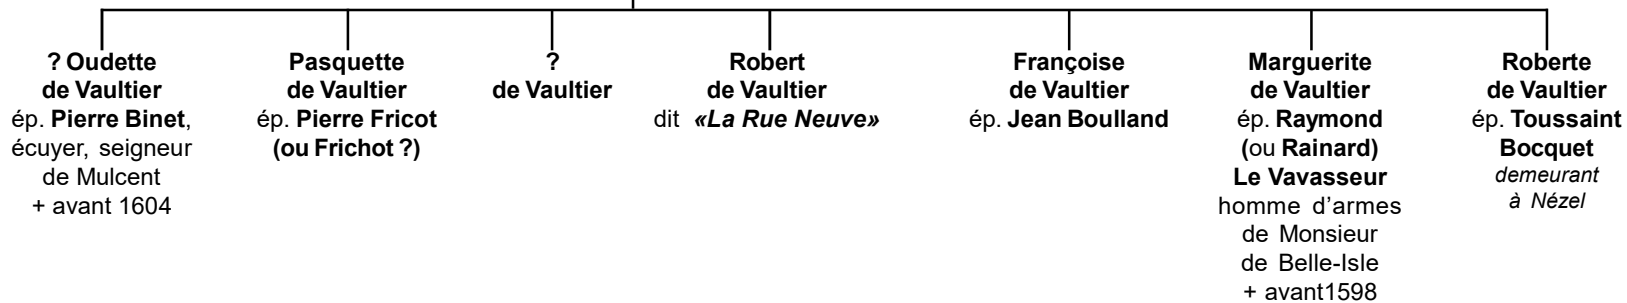 ? Oudette
de Vaultier
ép. Pierre Binet,
écuyer, seigneur
de Mulcent
+ avant 1604
Pasquette
de Vaultier
ép. Pierre Fricot
(ou Frichot ?)
?
de Vaultier
Robert
de Vaultier
dit «La Rue Neuve»
Françoise
de Vaultier
ép. Jean Boulland
Marguerite
de Vaultier
ép. Raymond
(ou Rainard)
Le Vavasseur
homme d'armes
de Monsieur
de Belle-Isle
+ avant1598
Roberte
de Vaultier
ép. Toussaint
Bocquet
demeurant
à Nézel